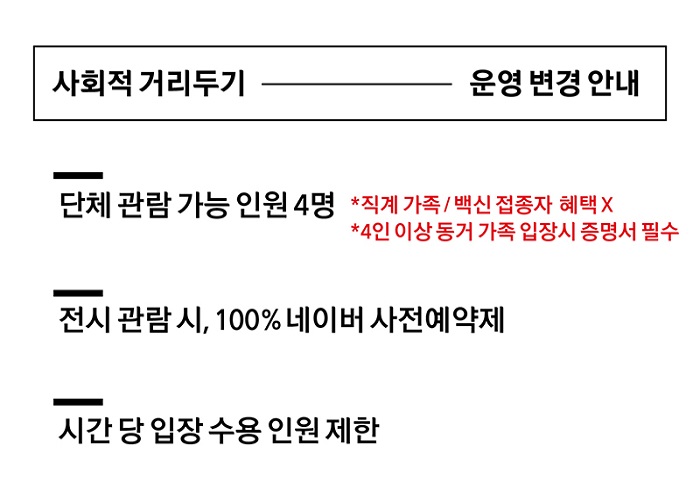 사회적 거리두기 운영 변경 안내
단체 관람 가능 인원 4명
*직계 가족 / 백신 접종자 혜택 X
*4인 이상 동거 가족 입장시 증명서 필수
전시 관람 시, 100% 네이버 사전예약제
시간 당 입장 수용 인원 제한